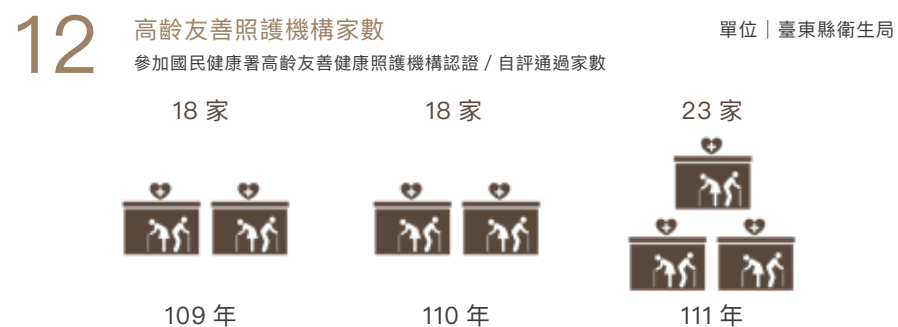 12
高齡友善照護機構家數
單位｜臺東縣衛生局
參加國民健康署高齡友善健康照護機構認證 / 自評通過家數
18 家
18 家
23 家
109 年
110 年
111 年